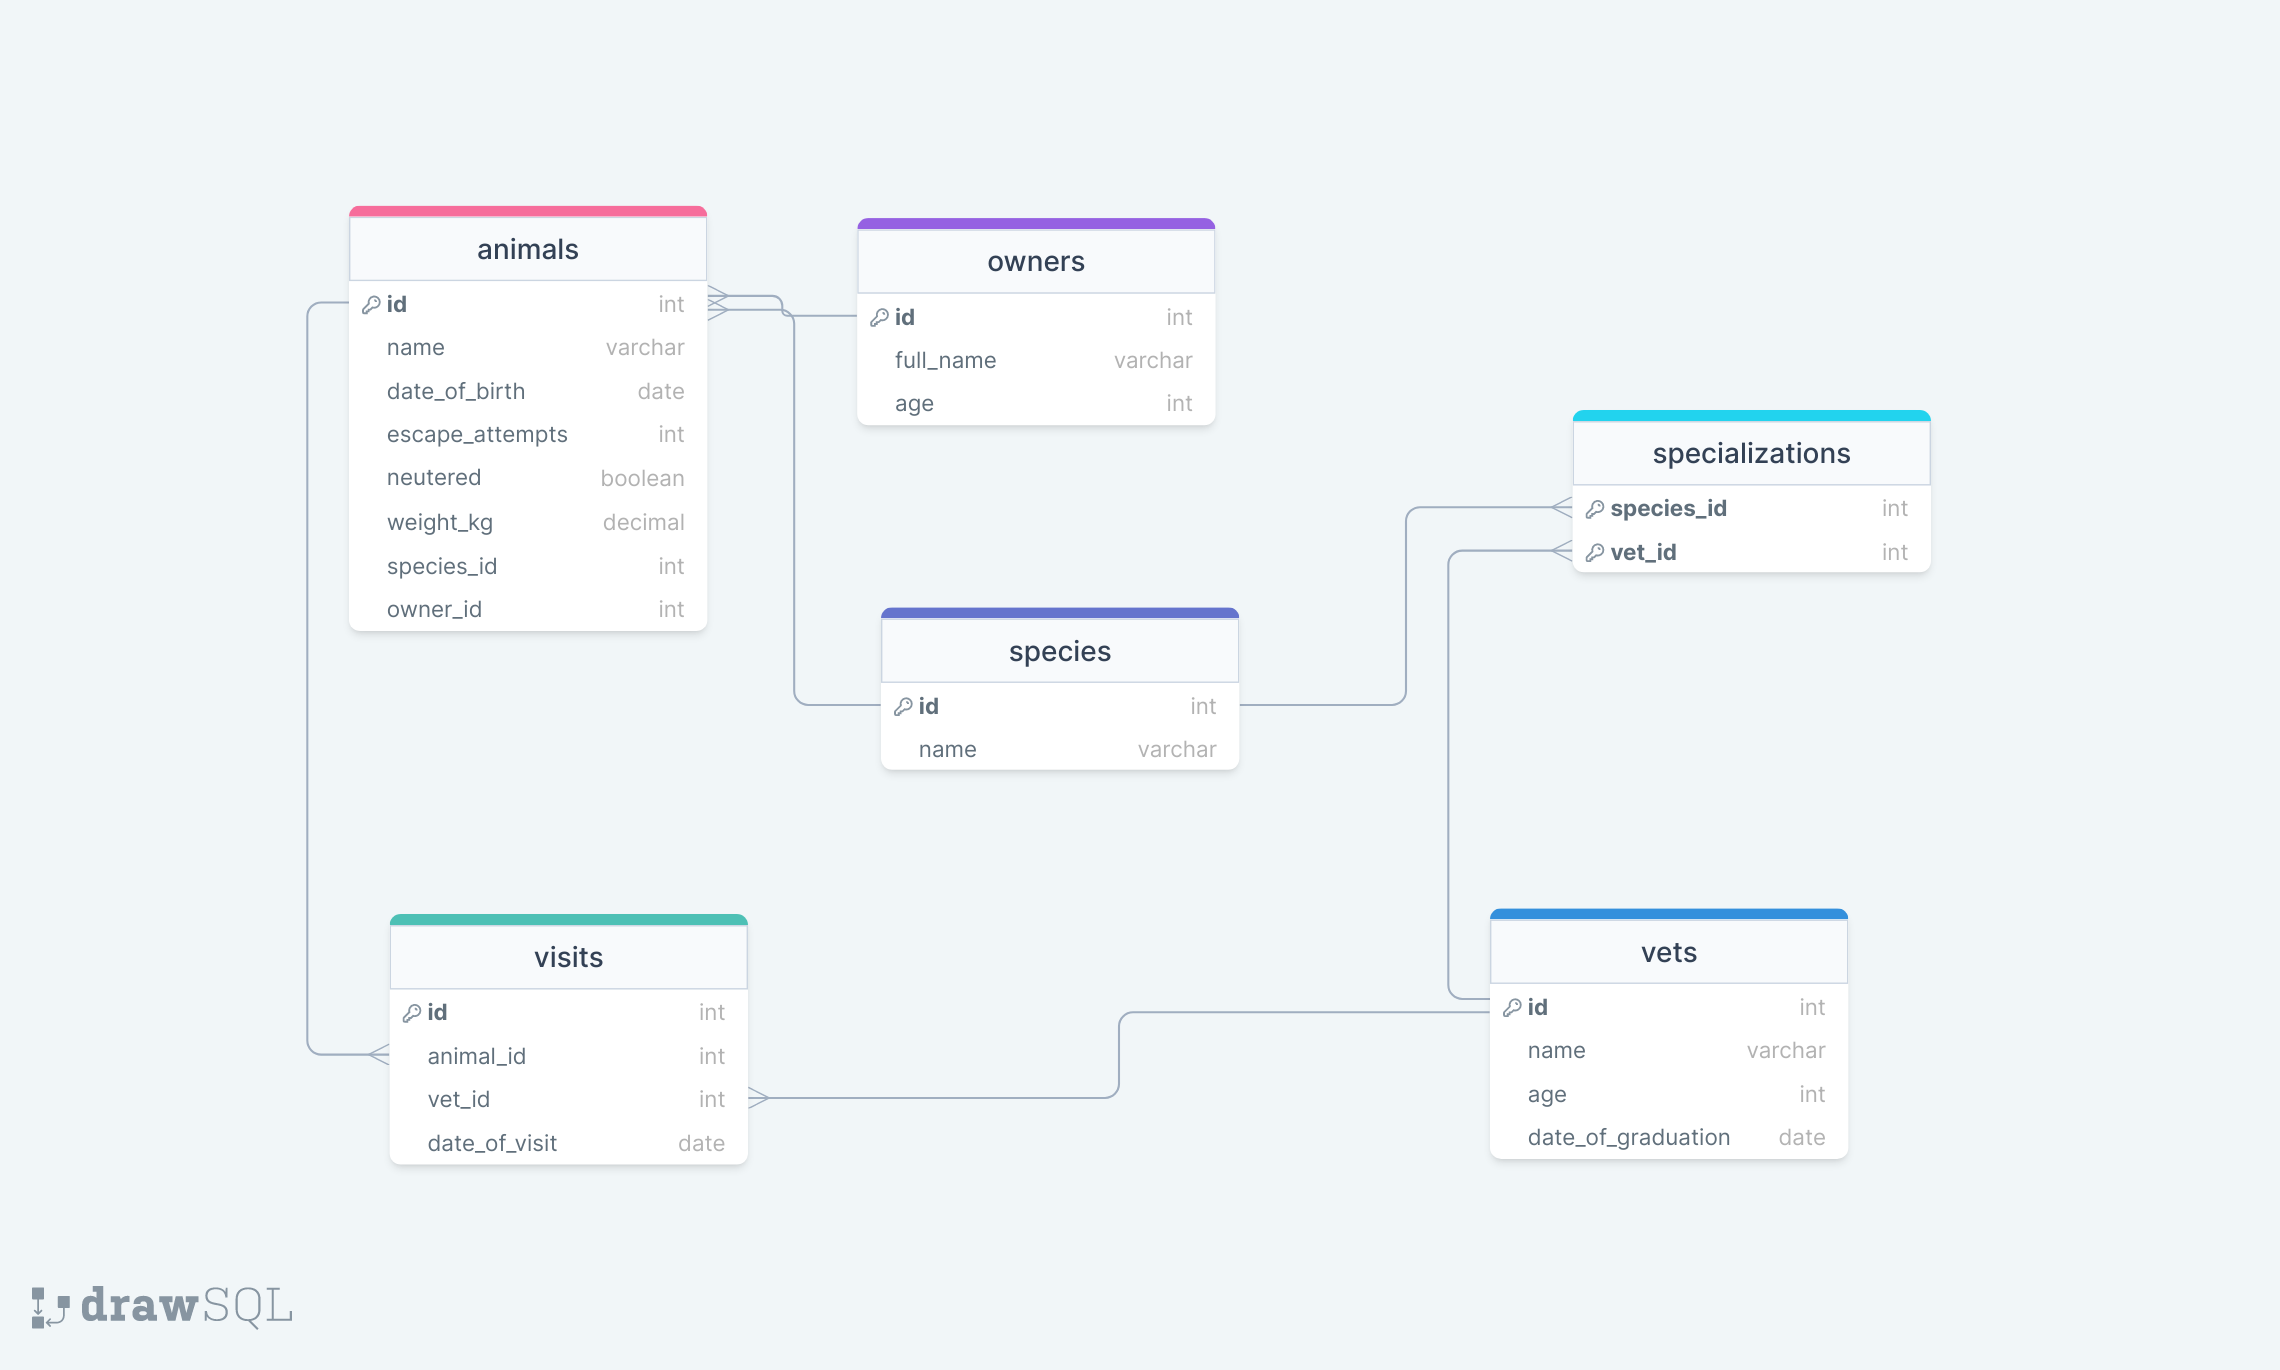 animals
id int
name varchar
date_of_birth date
escape_attempts int
neutered boolean
weight_kg decimal
species_id int
owner_id int
owners
id int
full_name varchar
age int
specializations
species_id int
vet_id int
species
id int
name varchar
visits
id int
animal_id int
vet_id int
date_of_visit date
vets
id int
name varchar
age int
date_of_graduation date
drawSQL